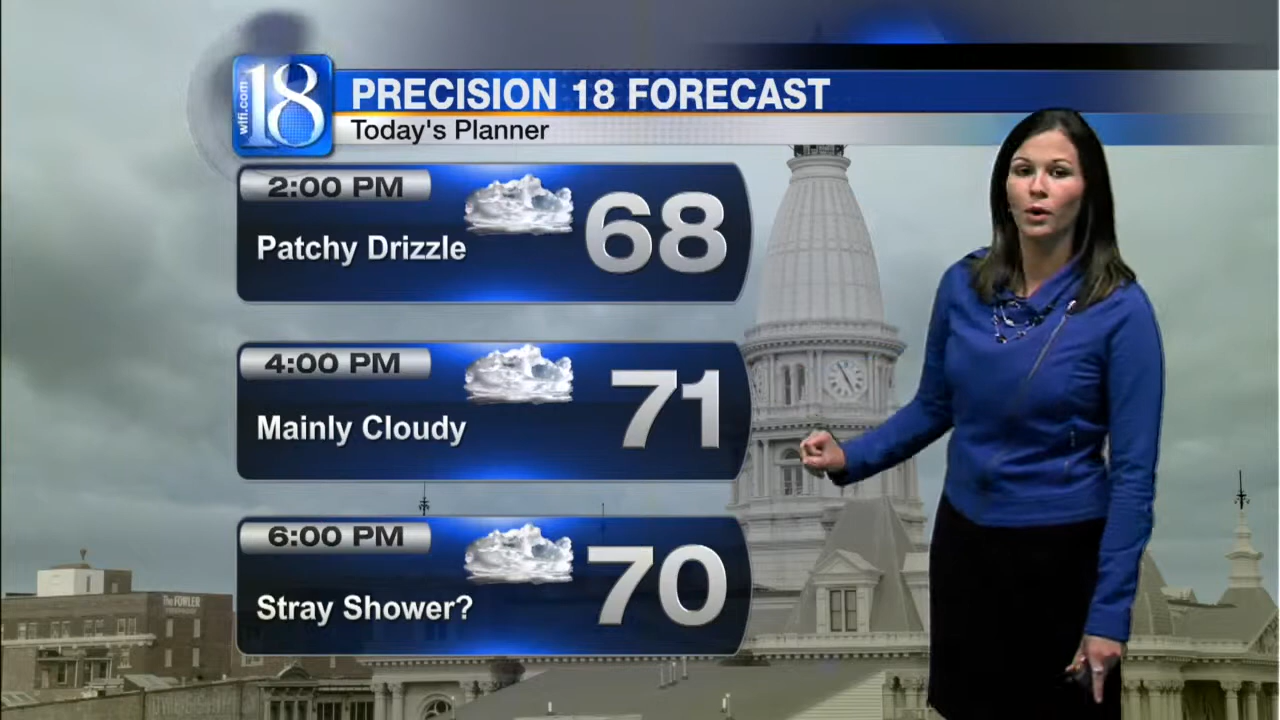 wlfi.com
18
PRECISION 18 FORECAST
Today's Planner
2:00 PM
Patchy Drizzle
68
4:00 PM
Mainly Cloudy
71
6:00 PM
Stray Shower?
70
The FOWLER